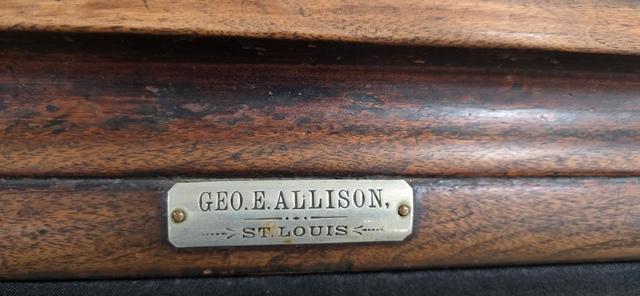 GEO. E. ALLISON,
ST. LOUIS